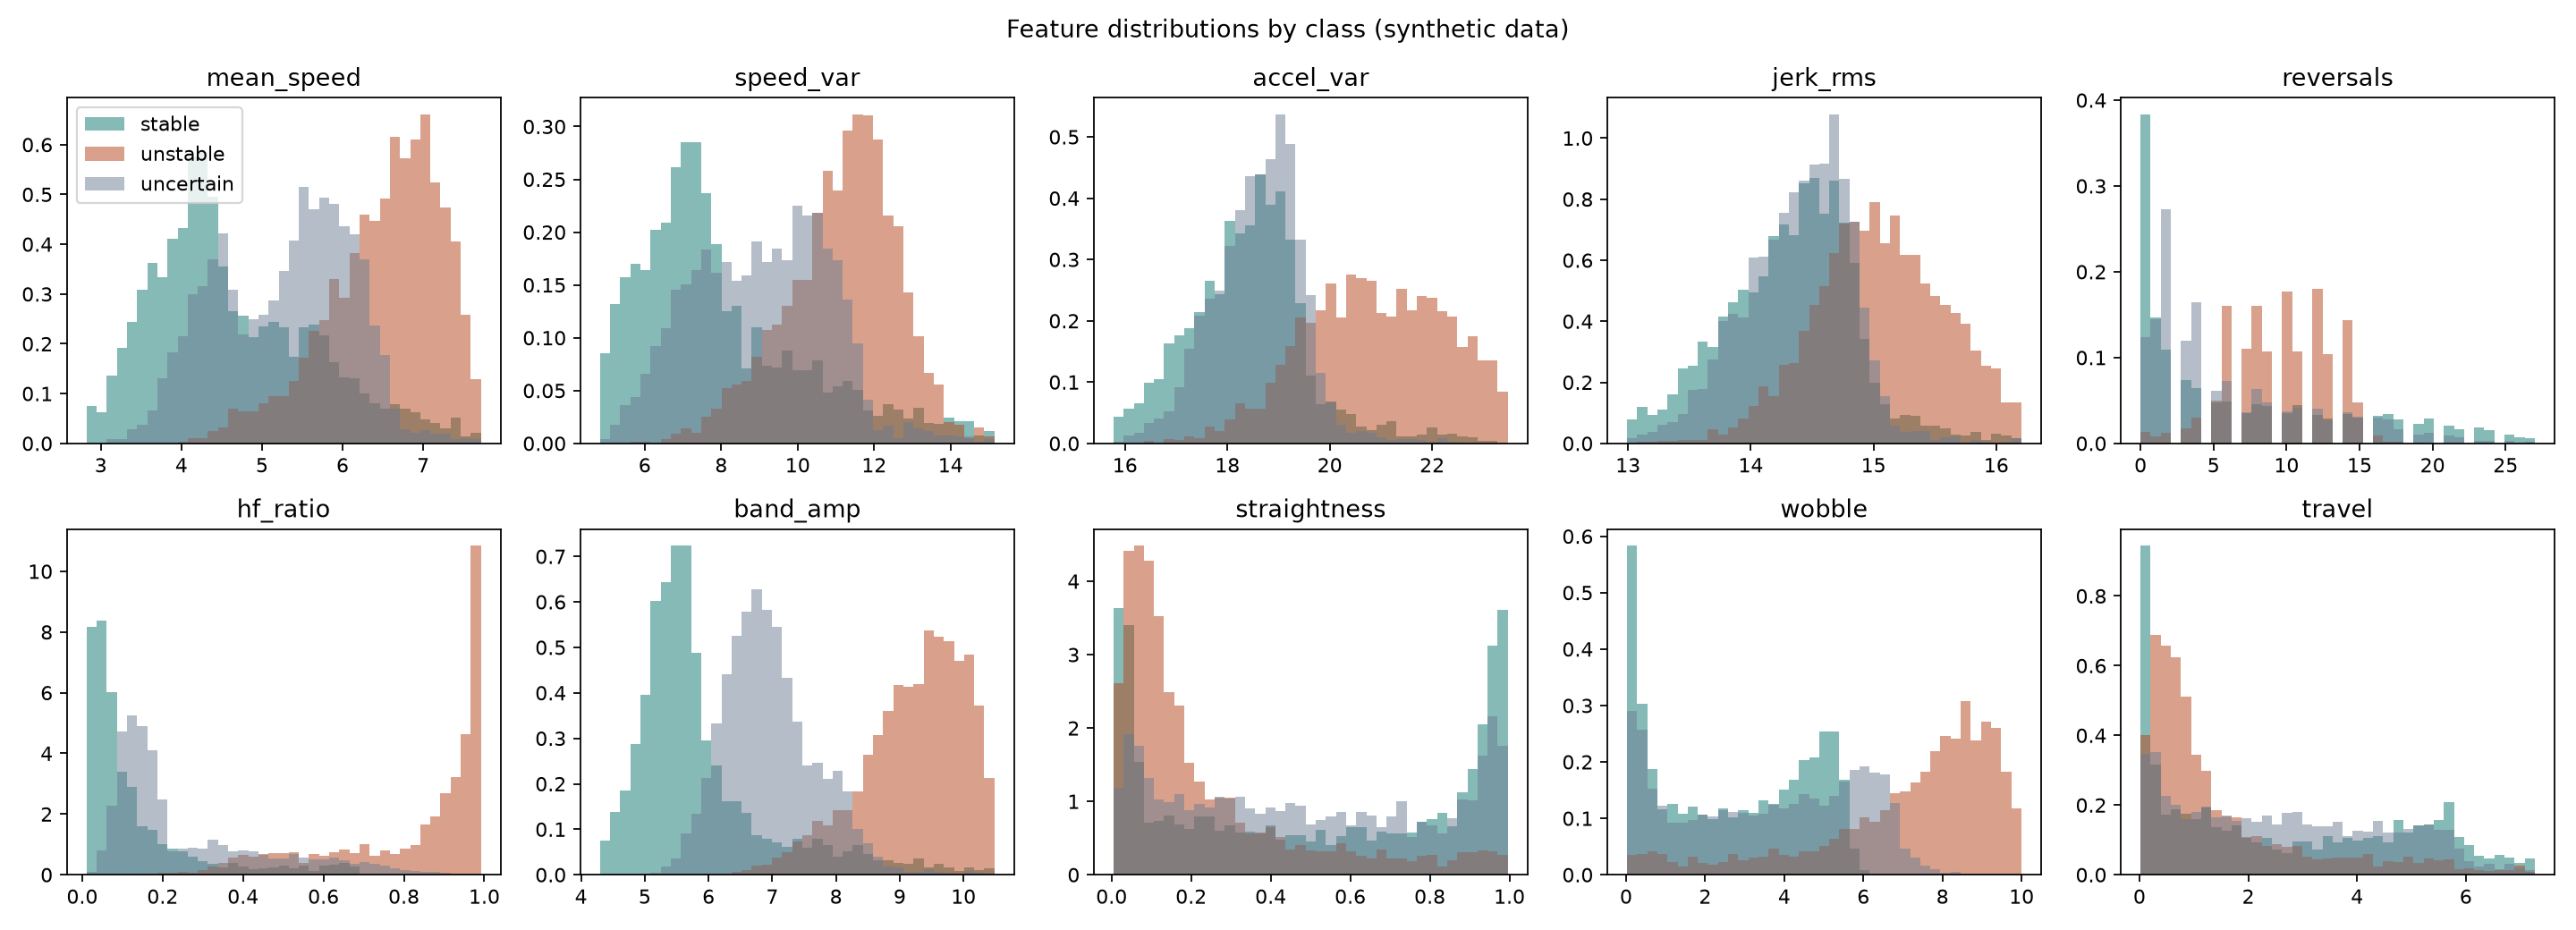 Feature distributions by class (synthetic data)
mean_speed
speed_var
accel_var
jerk_rms
reversals
stable
unstable
uncertain
0.6
0.5
0.4
0.3
0.2
0.1
0.0
3 4 5 6 7
0.30
0.25
0.20
0.15
0.10
0.05
0.00
6 8 10 12 14
0.5
0.4
0.3
0.2
0.1
0.0
16 18 20 22
1.0
0.8
0.6
0.4
0.2
0.0
13 14 15 16
0.4
0.3
0.2
0.1
0.0
0 5 10 15 20 25
hf_ratio
band_amp
straightness
wobble
travel
10
8
6
4
2
0
0.0 0.2 0.4 0.6 0.8 1.0
0.7
0.6
0.5
0.4
0.3
0.2
0.1
0.0
4 5 6 7 8 9 10
4
3
2
1
0
0.0 0.2 0.4 0.6 0.8 1.0
0.6
0.5
0.4
0.3
0.2
0.1
0.0
0 2 4 6 8 10
0.8
0.6
0.4
0.2
0.0
0 2 4 6